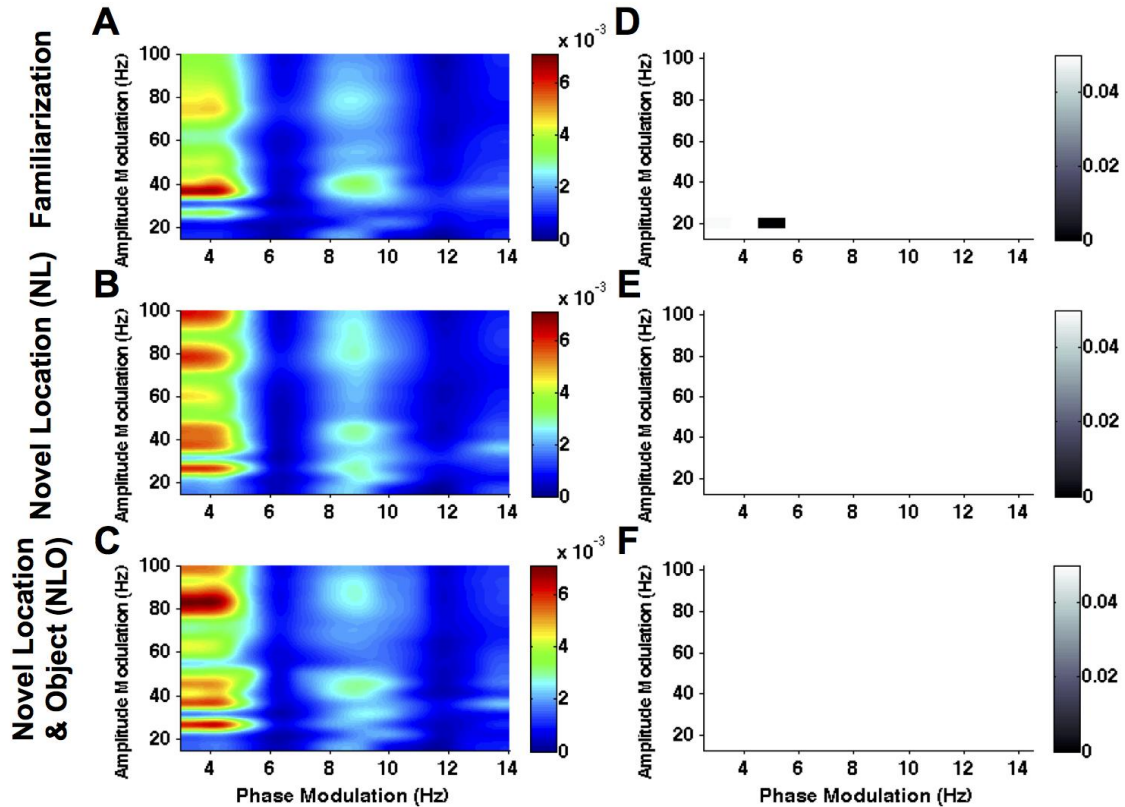 A
D
x 10⁻³
Familiarization
Amplitude Modulation (Hz)
100
80
60
40
20
4 6 8 10 12 14
6
4
2
0
Amplitude Modulation (Hz)
100
80
60
40
20
4 6 8 10 12 14
0.04
0.02
0
B
E
x 10⁻³
Novel Location (NL)
Amplitude Modulation (Hz)
100
80
60
40
20
4 6 8 10 12 14
6
4
2
0
Amplitude Modulation (Hz)
100
80
60
40
20
4 6 8 10 12 14
0.04
0.02
0
C
F
x 10⁻³
Novel Location
& Object (NLO)
Amplitude Modulation (Hz)
100
80
60
40
20
4 6 8 10 12 14
Phase Modulation (Hz)
6
4
2
0
Amplitude Modulation (Hz)
100
80
60
40
20
4 6 8 10 12 14
Phase Modulation (Hz)
0.04
0.02
0